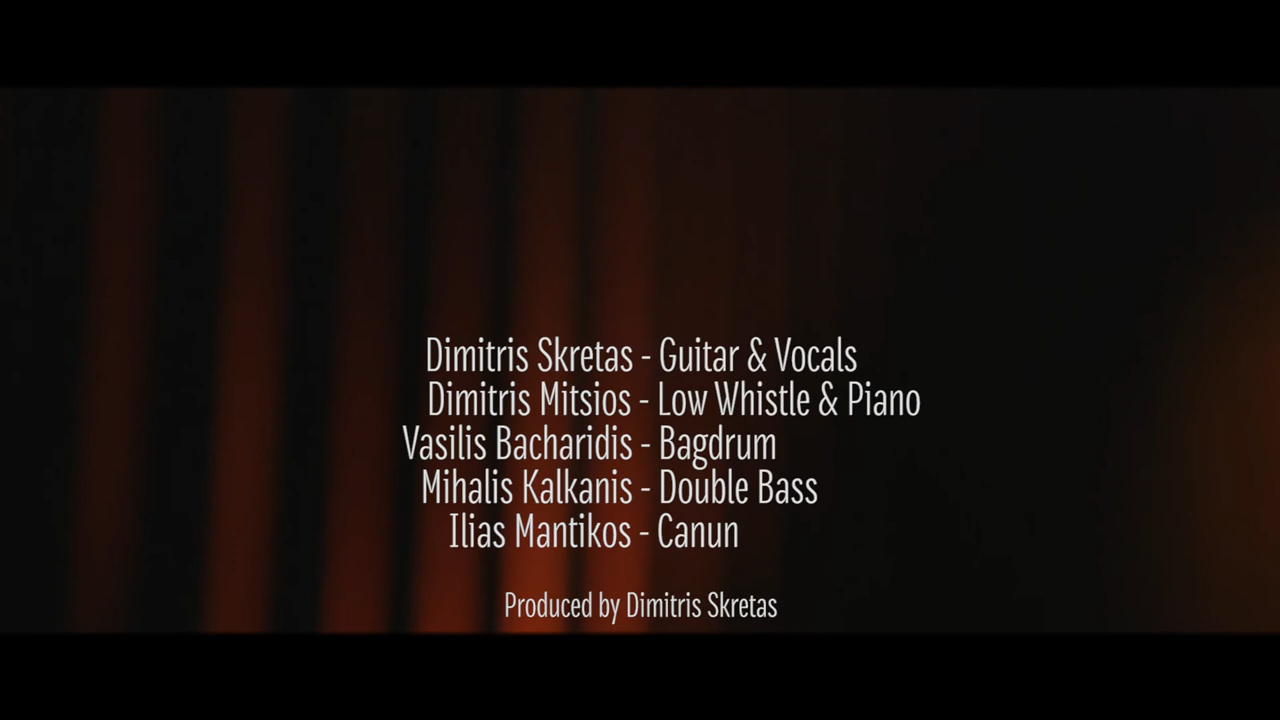 Dimitris Skretas - Guitar & Vocals
Dimitris Mitsios - Low Whistle & Piano
Vasilis Bacharidis - Bagdrum
Mihalis Kalkanis - Double Bass
Ilias Mantikos - Canun
Produced by Dimitris Skretas